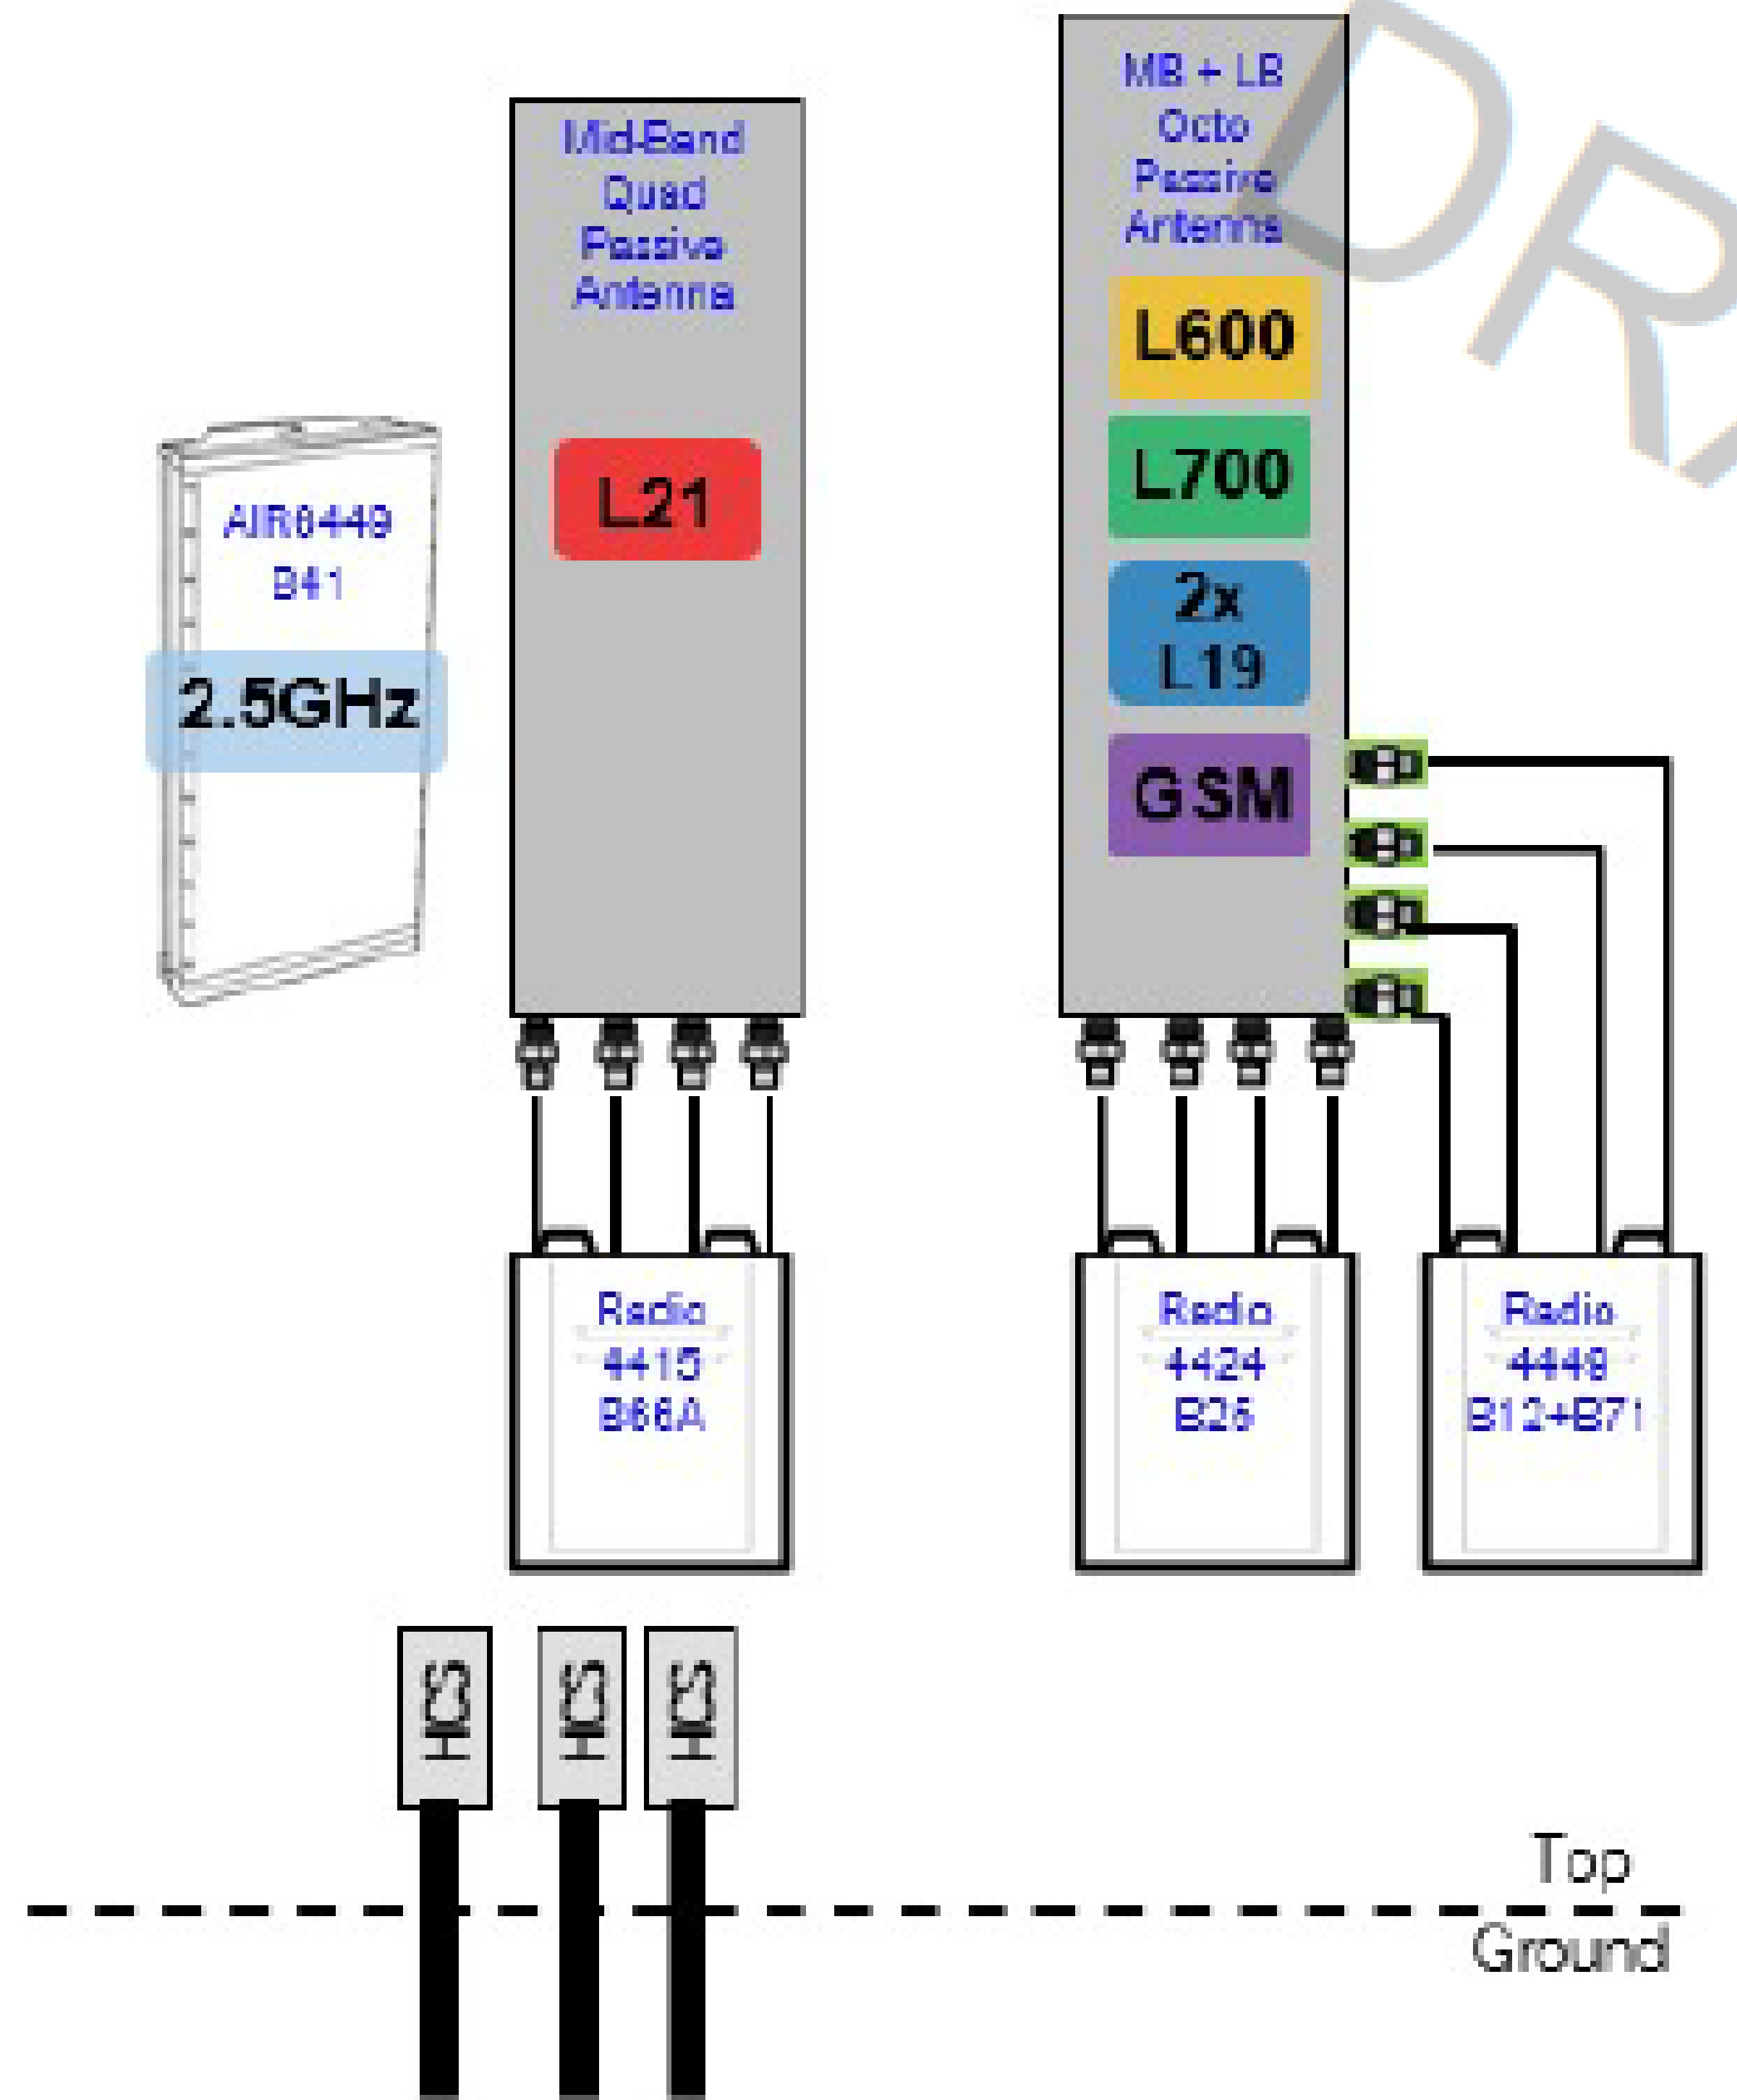 MB + LB
Octo
Passive
Antenna
Mid-Band
Quad
Passive
Antenna
L600
L700
2x
L19
GSM
L21
AIR6449
B41
2.5GHz
Radio
4415
B66A
Radio
4424
B25
Radio
4449
B12+B71
HCS
HCS
HCS
Top
Ground